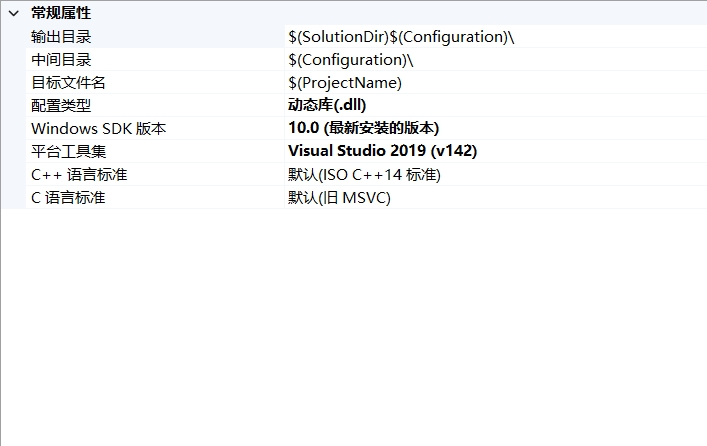 常规属性
输出目录 $(SolutionDir)$(Configuration)\
中间目录 $(Configuration)\
目标文件名 $(ProjectName)
配置类型 动态库(.dll)
Windows SDK 版本 10.0 (最新安装的版本)
平台工具集 Visual Studio 2019 (v142)
C++ 语言标准 默认(ISO C++14 标准)
C 语言标准 默认(旧 MSVC)